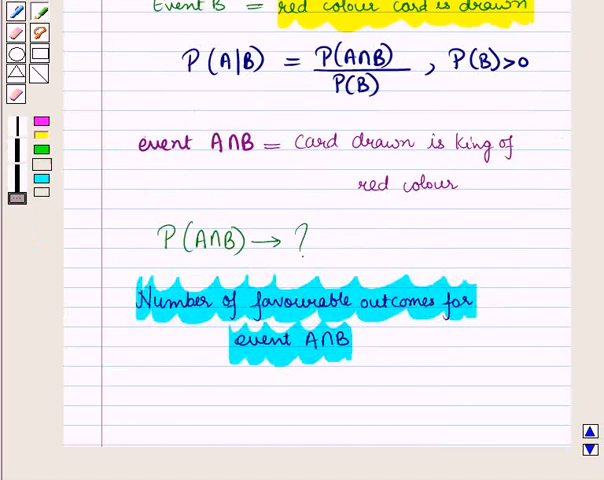 Event B = red colour card is drawn
P(A|B) = P(A∩B)/P(B) , P(B)>0
event A∩B = Card drawn is king of
red colour
P(A∩B) → ?
Number of favourable outcomes for
event A∩B